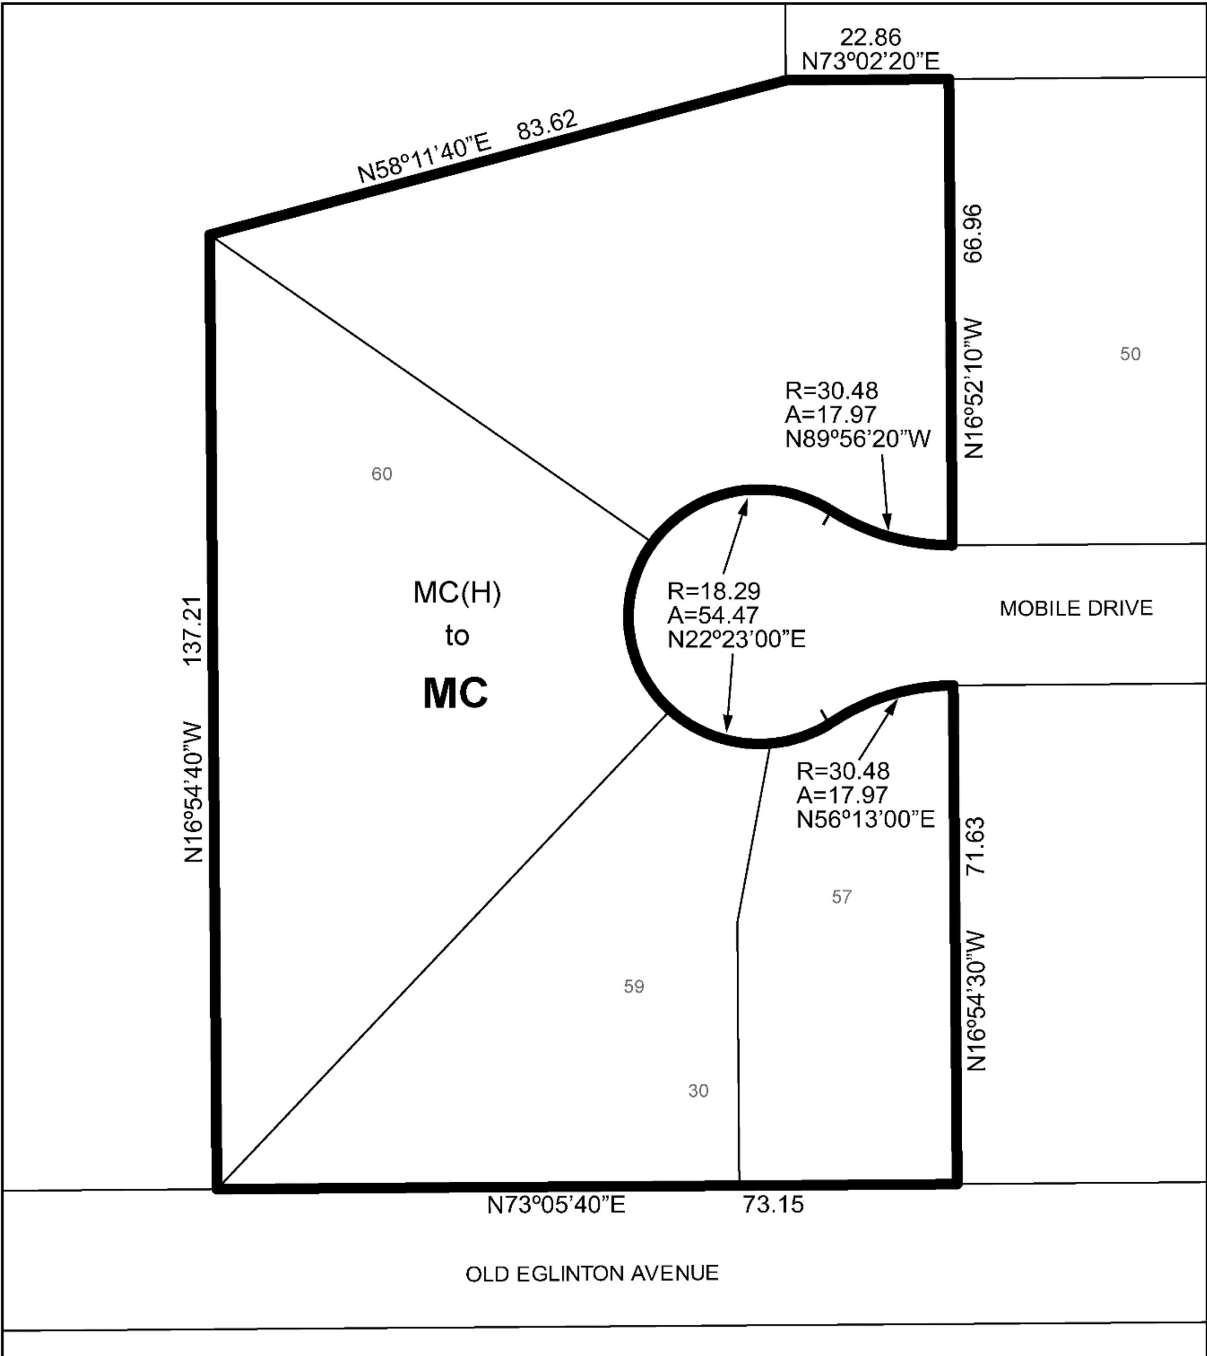 22.86
N73º02'20”E
N58º11'40”E 83.62
66.96
N16º52'10”W
50
R=30.48
A=17.97
N89º56'20”W
60
MC(H)
to
MC
R=18.29
A=54.47
N22º23'00”E
MOBILE DRIVE
137.21
N16º54'40”W
R=30.48
A=17.97
N56º13'00”E
71.63
N16º54'30”W
57
59
30
N73º05'40”E 73.15
OLD EGLINTON AVENUE